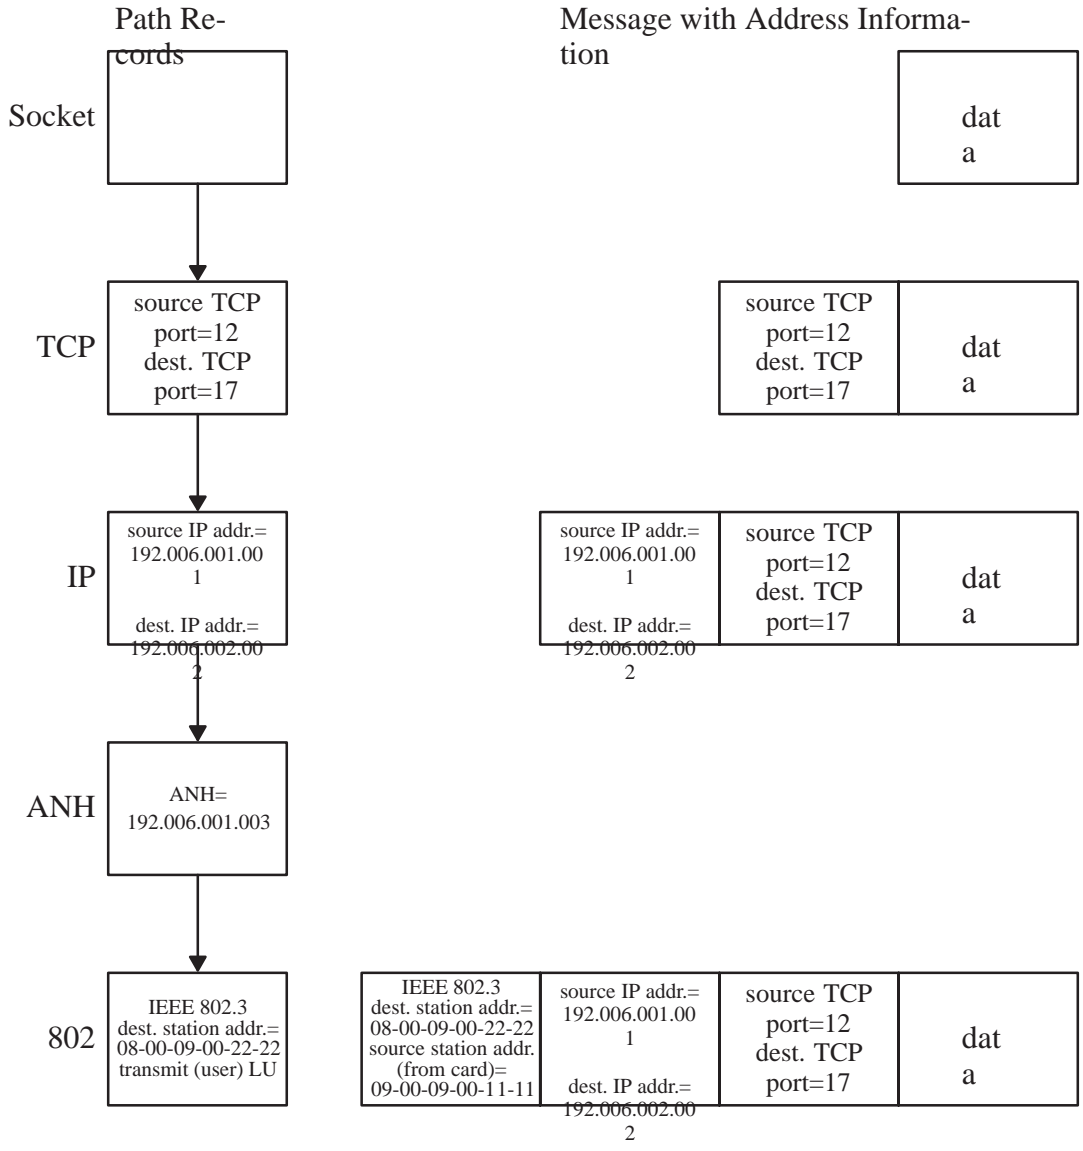 Path Re-
cords
Message with Address Informa-
tion
Socket
dat
a
TCP
source TCP
port=12
dest. TCP
port=17
source TCP
port=12
dest. TCP
port=17
dat
a
IP
source IP addr.=
192.006.001.00
1
dest. IP addr.=
192.006.002.00
2
source IP addr.=
192.006.001.00
1
dest. IP addr.=
192.006.002.00
2
source TCP
port=12
dest. TCP
port=17
dat
a
ANH
ANH=
192.006.001.003
802
IEEE 802.3
dest. station addr.=
08-00-09-00-22-22
transmit (user) LU
IEEE 802.3
dest. station addr.=
08-00-09-00-22-22
source station addr.
(from card)=
09-00-09-00-11-11
source IP addr.=
192.006.001.00
1
dest. IP addr.=
192.006.002.00
2
source TCP
port=12
dest. TCP
port=17
dat
a